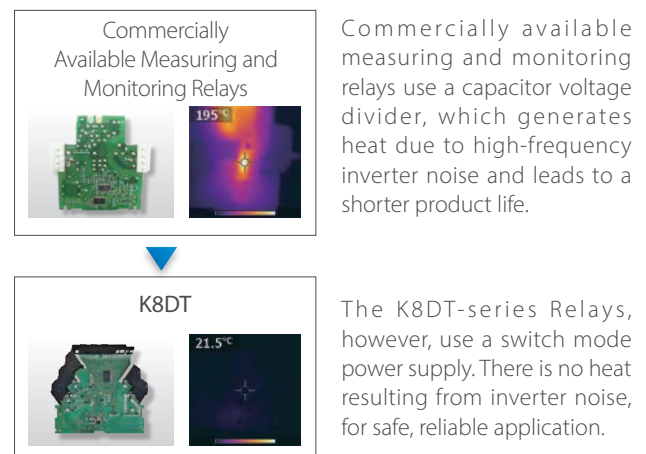 Commercially
Available Measuring and
Monitoring Relays
195°C
Commercially available
measuring and monitoring
relays use a capacitor voltage
divider, which generates
heat due to high-frequency
inverter noise and leads to a
shorter product life.
K8DT
21.5°C
The K8DT-series Relays,
however, use a switch mode
power supply. There is no heat
resulting from inverter noise,
for safe, reliable application.